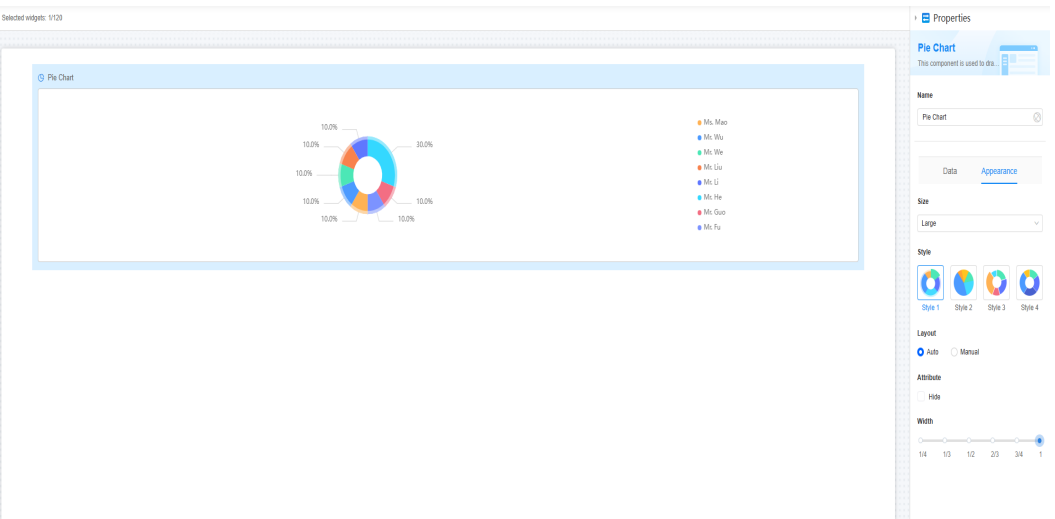 Selected widgets: 1/120
Properties
Pie Chart
This component is used to dra...
Name
Pie Chart
Data Appearance
Size
Large
Style
Style 1 Style 2 Style 3 Style 4
Layout
Auto Manual
Attribute
Hide
Width
1/4 1/3 1/2 2/3 3/4 1
Pie Chart
10.0%
10.0%
10.0%
10.0%
10.0%
30.0%
10.0%
10.0%
Ms. Mao
Mr. Wu
Mr. We
Mr. Liu
Mr. Li
Mr. He
Mr. Guo
Mr. Fu